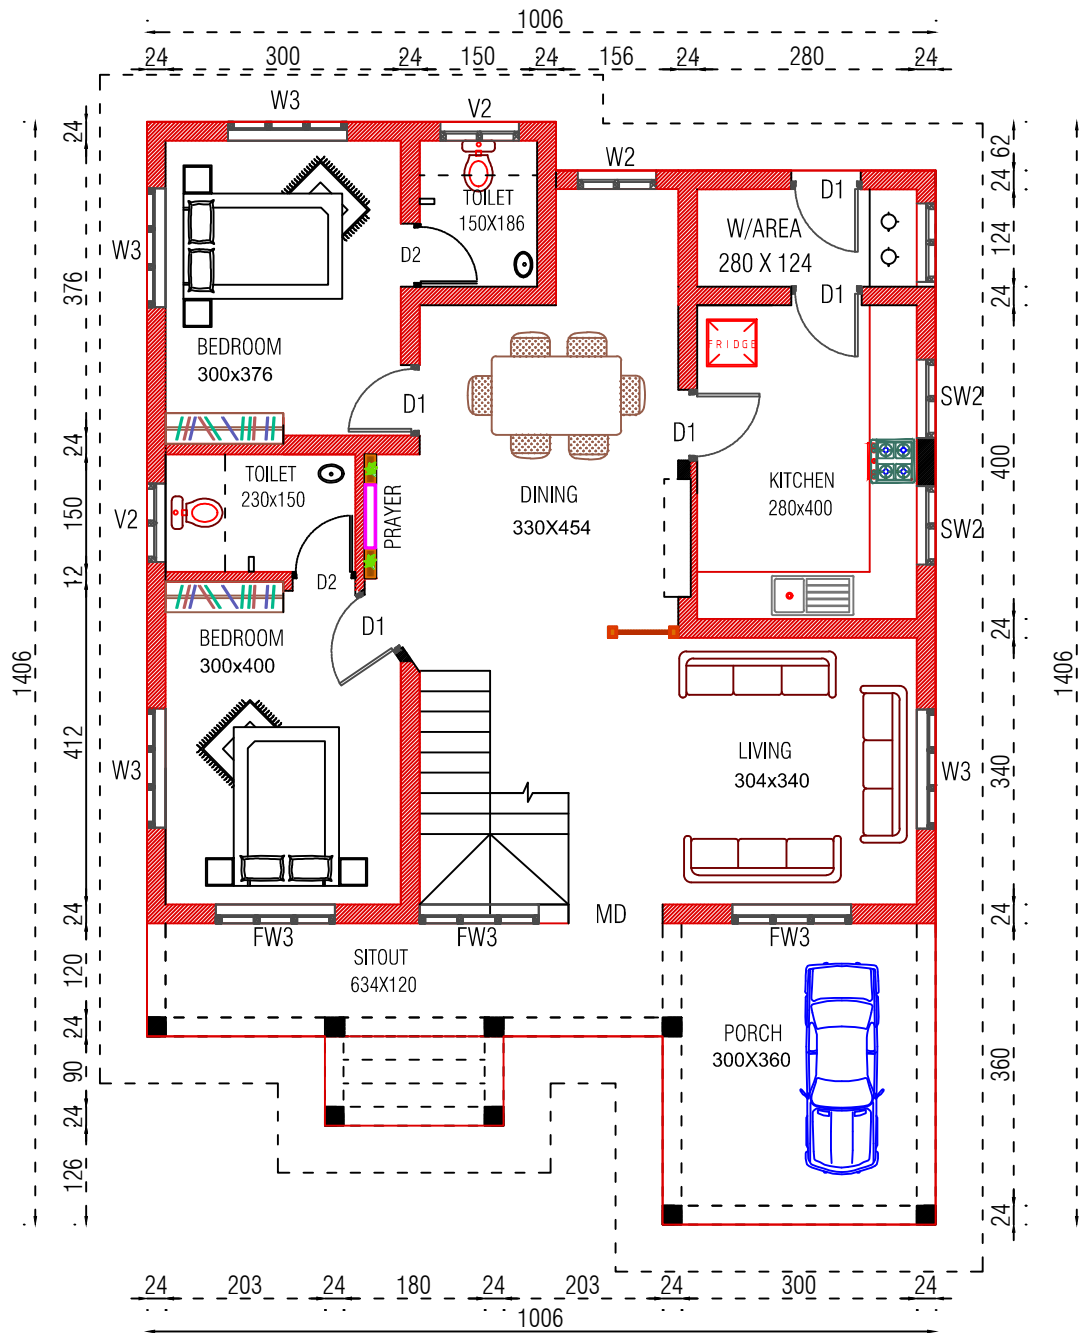 1006
24 300 24 150 24 156 24 280 24
W3
V2
W2
24
62
24
D1
TOILET
150X186
W/AREA
280 X 124
124
W3
D2
376
D1
24
FRIDGE
BEDROOM
300x376
D1
SW2
D1
24
TOILET
230x150
KITCHEN
280x400
400
DINING
330X454
PRAYER
V2
150
SW2
12
D2
BEDROOM
300x400
D1
24
1406
1406
412
W3
LIVING
304x340
340
W3
24
MD
24
FW3
FW3
FW3
SITOUT
634X120
120
24
PORCH
300X360
360
90
24
126
24
24 203 24 180 24 203 24 300 24
1006